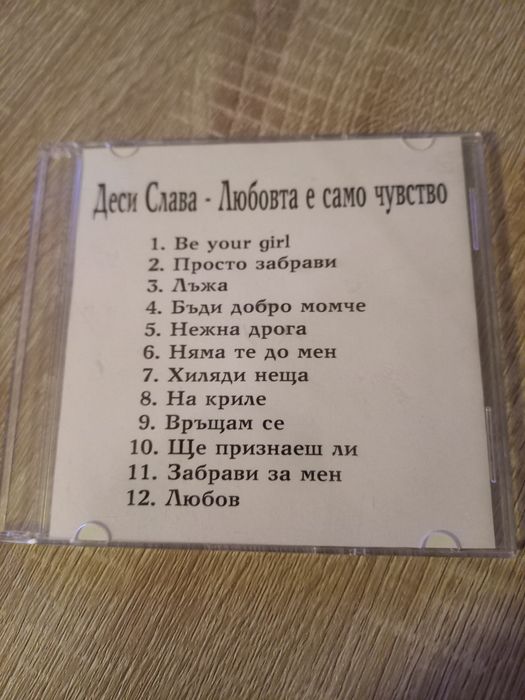 Деси Слава - Любовта е само чувство
1. Be your girl
2. Просто забрави
3. Лъжа
4. Бъди добро момче
5. Нежна дрога
6. Няма те до мен
7. Хиляди неща
8. На криле
9. Връщам се
10. Ще признаеш ли
11. Забрави за мен
12. Любов